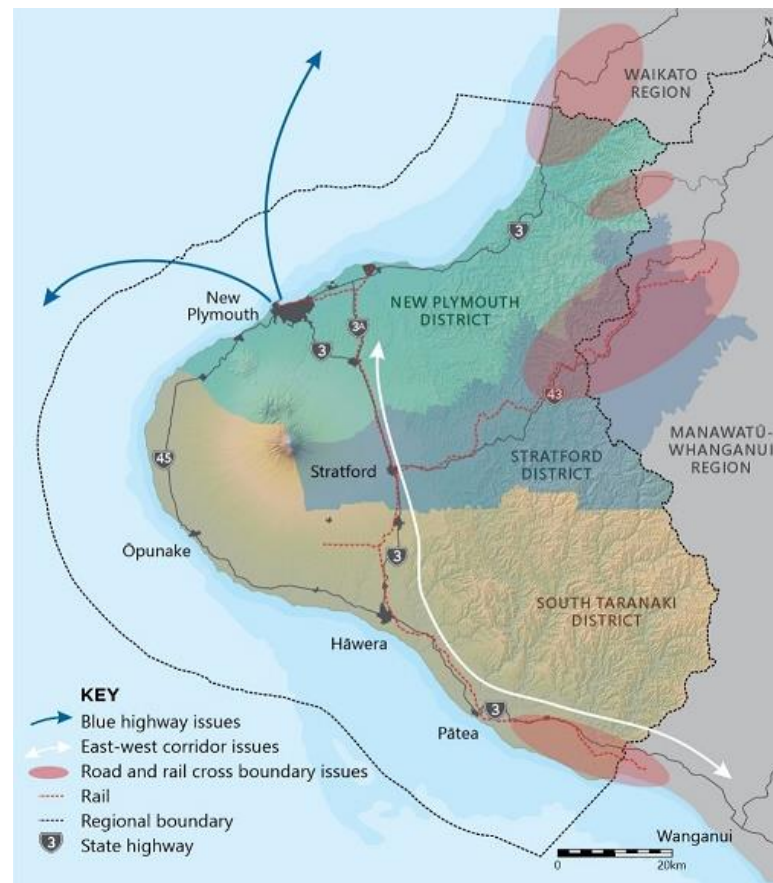 N
WAIKATO
REGION
3
New
Plymouth
NEW PLYMOUTH
DISTRICT
3A
3
43
MANAWATŪ-
WHANGANUI
REGION
45
Stratford
STRATFORD
DISTRICT
Ōpunake
3
SOUTH TARANAKI
DISTRICT
Hāwera
Pātea
3
KEY
Blue highway issues
East-west corridor issues
Road and rail cross boundary issues
Rail
Regional boundary
3 State highway
Wanganui
0 20km